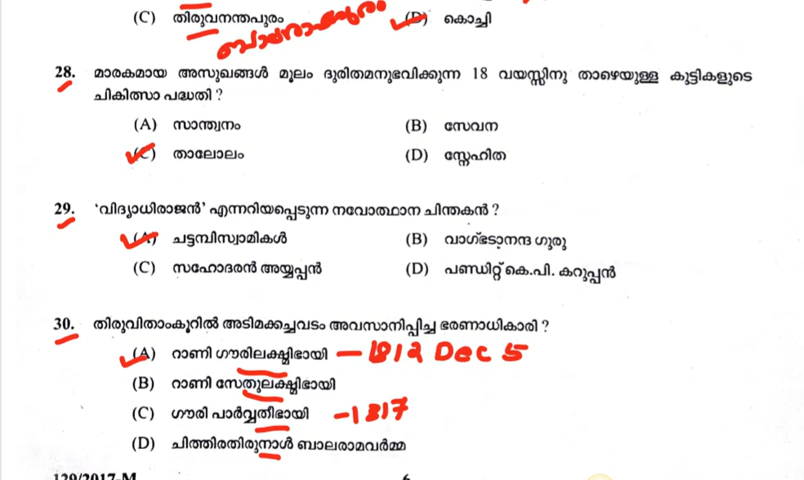 (C) തിരുവനന്തപുരം (D) കൊച്ചി
28. മാരകമായ അസുഖങ്ങൾ മൂലം ദുരിതമനുഭവിക്കുന്ന 18 വയസ്സിനു താഴെയുള്ള കുട്ടികളുടെ
ചികിത്സാ പദ്ധതി ?
(A) സാന്ത്വനം (B) സേവന
(C) താലോലം (D) സ്നേഹിത
29. 'വിദ്യാധിരാജൻ' എന്നറിയപ്പെടുന്ന നവോത്ഥാന ചിന്തകൻ ?
(A) ചട്ടമ്പിസ്വാമികൾ (B) വാഗ്ഭടാനന്ദ ഗുരു
(C) സഹോദരൻ അയ്യപ്പൻ (D) പണ്ഡിറ്റ് കെ.പി. കറുപ്പൻ
30. തിരുവിതാംകൂറിൽ അടിമക്കച്ചവടം അവസാനിപ്പിച്ച ഭരണാധികാരി ?
(A) റാണി ഗൗരിലക്ഷ്മിഭായി — 1812 Dec 5
(B) റാണി സേതുലക്ഷ്മിഭായി
(C) ഗൗരി പാർവ്വതീഭായി -1817
(D) ചിത്തിരതിരുനാൾ ബാലരാമവർമ്മ
129/2017-M 6